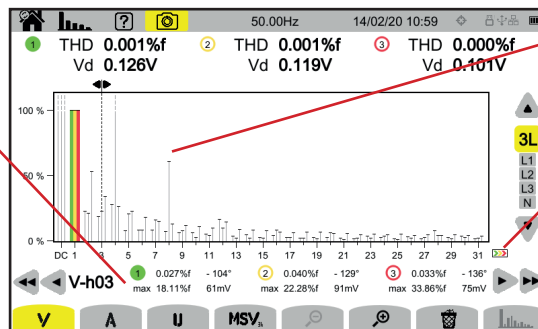 ? 50.00Hz 14/02/20 10:59
1 THD 0.001%f 2 THD 0.001%f 3 THD 0.000%f
Vd 0.126V Vd 0.119V Vd 0.101V
100 %
50 %
0 %
3L
L1
L2
L3
N
DC 1 3 5 7 9 11 13 15 17 19 21 23 25 27 29 31
V-h03 1 0.027%f - 104° 2 0.040%f - 129° 3 0.033%f - 136°
max 18.11%f 61mV max 22.28%f 91mV max 33.86%f 75mV
V A U MSV